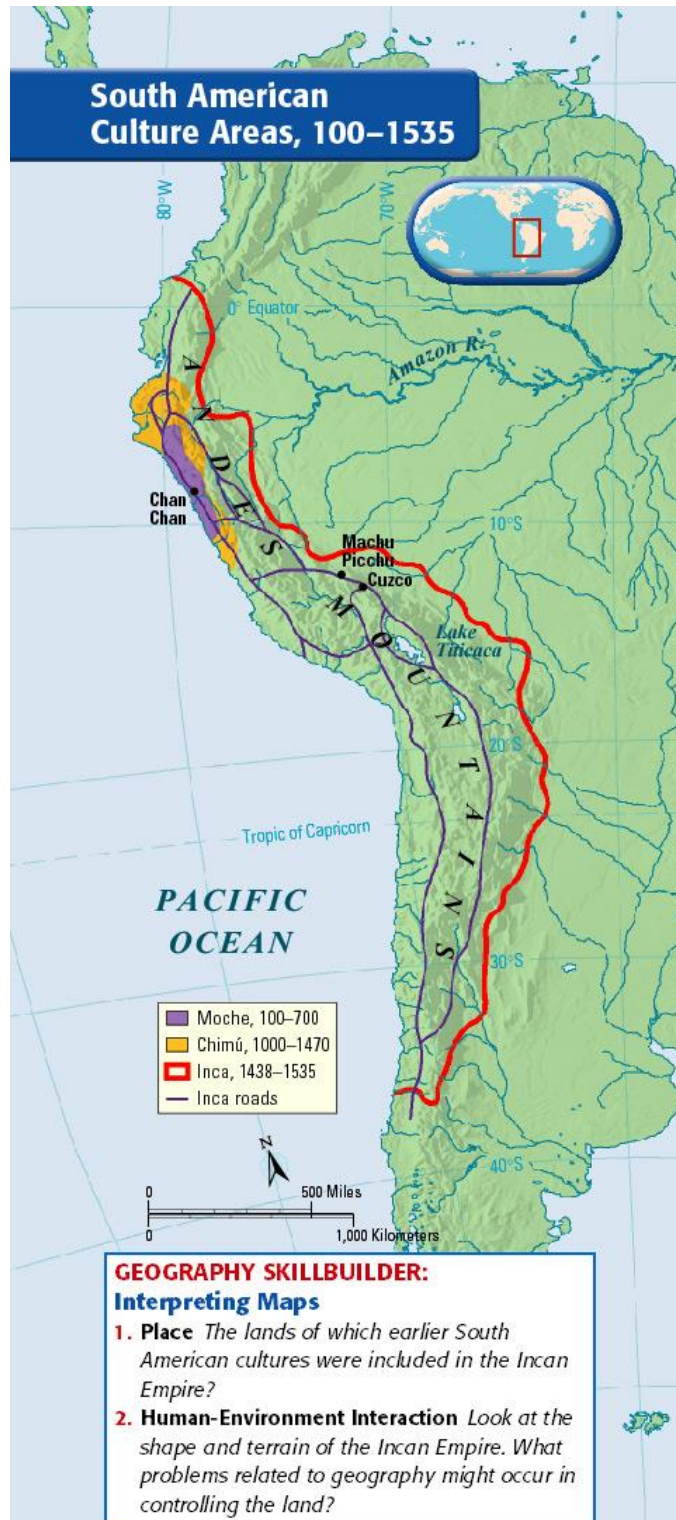 South American
Culture Areas, 100–1535
80°W
70°W
0° Equator
Amazon R.
ANDES MOUNTAINS
Chan
Chan
10°S
Machu
Picchu
Cuzco
Lake
Titicaca
20°S
Tropic of Capricorn
PACIFIC
OCEAN
30°S
Moche, 100–700
Chimú, 1000–1470
Inca, 1438–1535
Inca roads
N
40°S
0 500 Miles
0 1,000 Kilometers
GEOGRAPHY SKILLBUILDER:
Interpreting Maps
1. Place The lands of which earlier South
American cultures were included in the Incan
Empire?
2. Human-Environment Interaction Look at the
shape and terrain of the Incan Empire. What
problems related to geography might occur in
controlling the land?